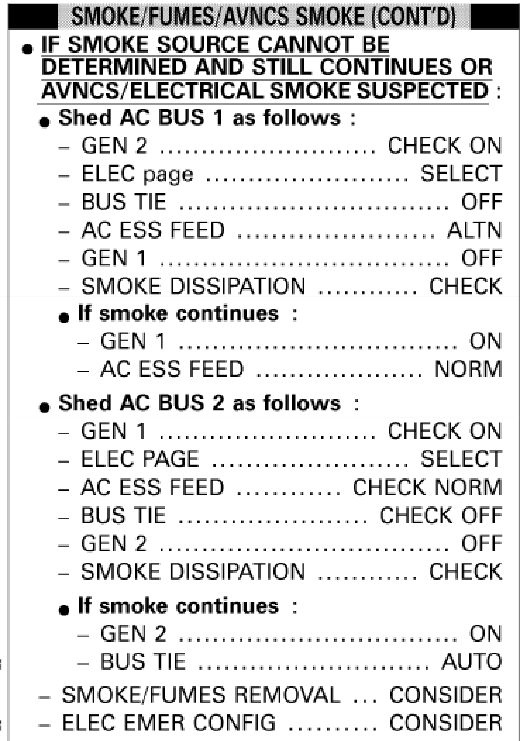 SMOKE/FUMES/AVNCS SMOKE (CONT'D)
● IF SMOKE SOURCE CANNOT BE
DETERMINED AND STILL CONTINUES OR
AVNCS/ELECTRICAL SMOKE SUSPECTED :
● Shed AC BUS 1 as follows :
– GEN 2 .......................... CHECK ON
– ELEC page ........................ SELECT
– BUS TIE .................................. OFF
– AC ESS FEED ........................ ALTN
– GEN 1 ................................... OFF
– SMOKE DISSIPATION ............ CHECK
● If smoke continues :
– GEN 1 .................................. ON
– AC ESS FEED .................... NORM
● Shed AC BUS 2 as follows :
– GEN 1 .......................... CHECK ON
– ELEC PAGE ........................ SELECT
– AC ESS FEED ............ CHECK NORM
– BUS TIE ....................... CHECK OFF
– GEN 2 ................................... OFF
– SMOKE DISSIPATION ............ CHECK
● If smoke continues :
– GEN 2 .................................. ON
– BUS TIE ............................ AUTO
– SMOKE/FUMES REMOVAL ... CONSIDER
– ELEC EMER CONFIG .......... CONSIDER